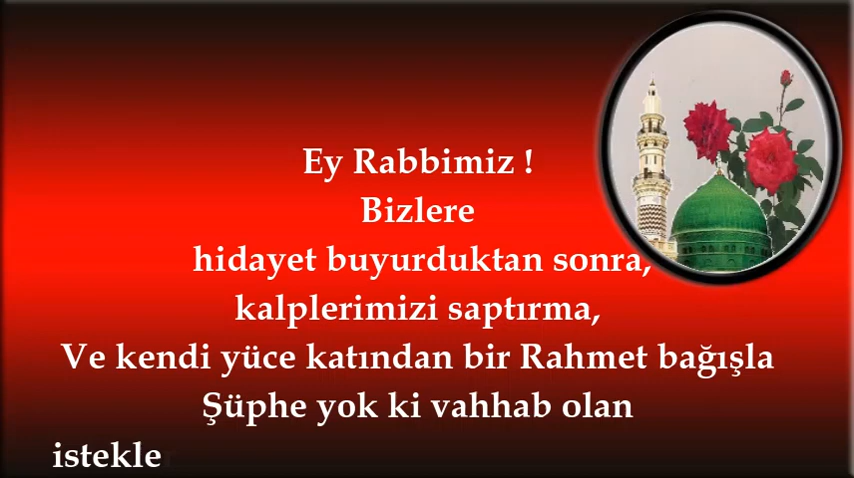 Ey Rabbimiz !
Bizlere
hidayet buyurduktan sonra,
kalplerimizi saptırma,
Ve kendi yüce katından bir Rahmet bağışla
Şüphe yok ki vahhab olan
istekler